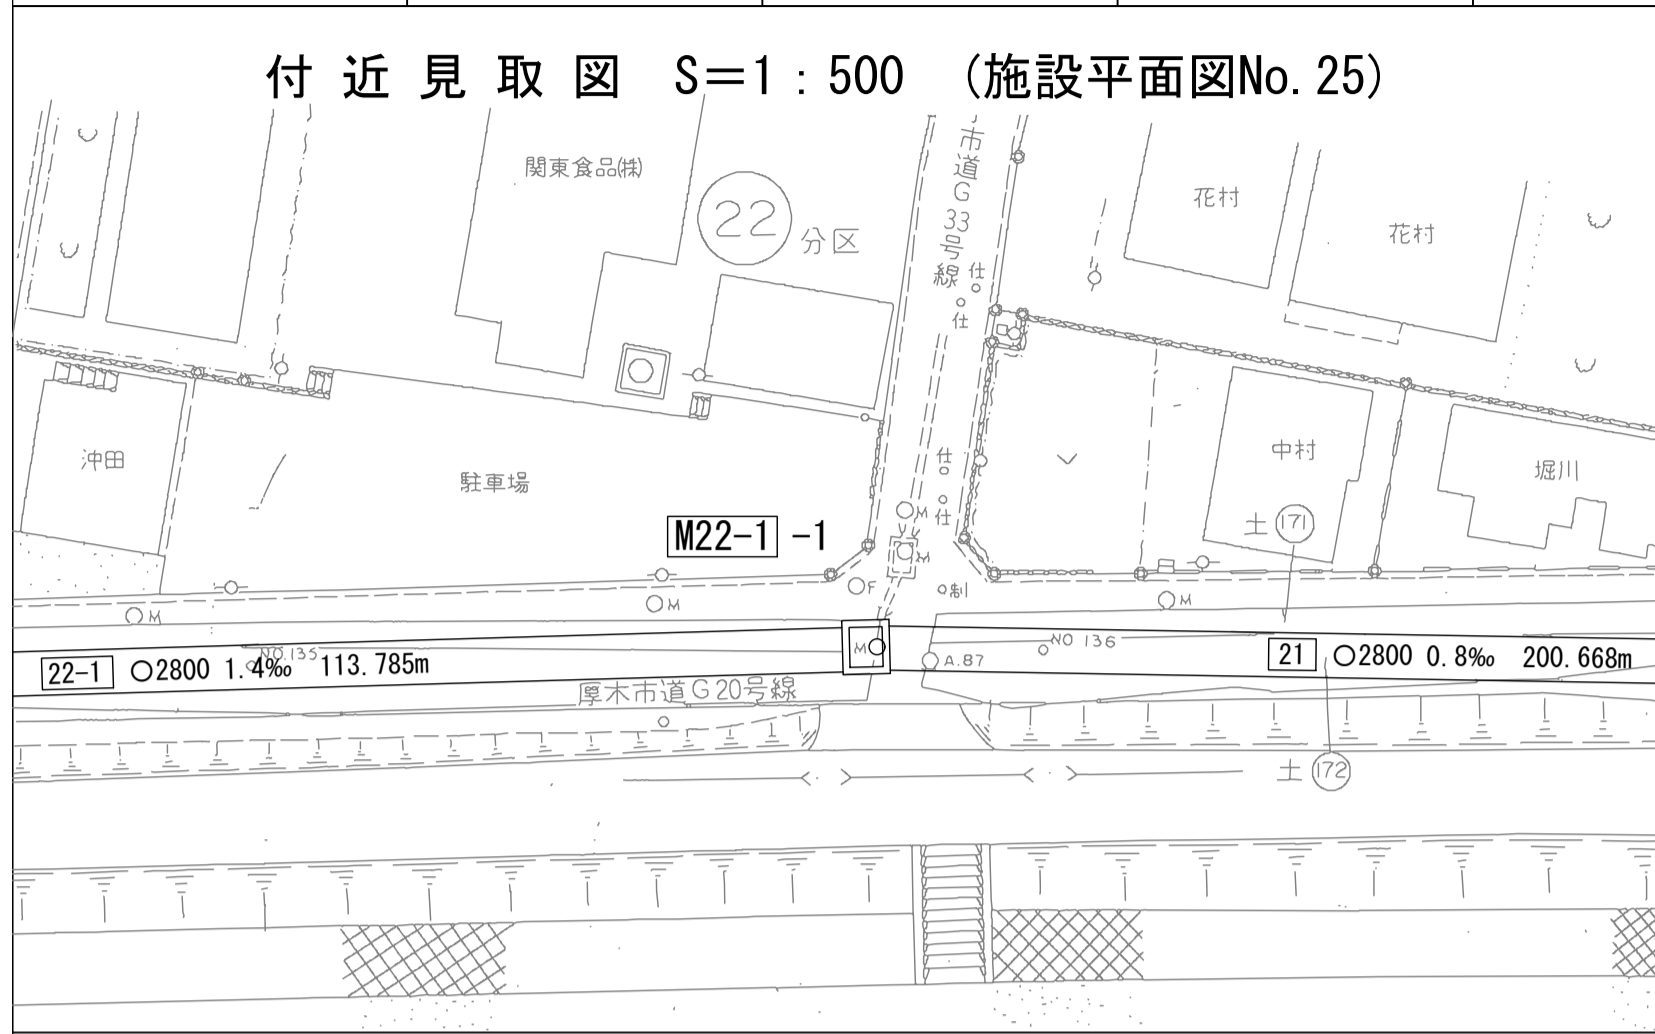 付近見取図 S＝1：500 (施設平面図No.25)
関東食品(株)
22
分区
市道G33号線
仕
仕
花村
花村
沖田
駐車場
仕
仕
M
M
M22-1 -1
中村
堀川
土 171
F
制
M
M
M
M
22-1 ○2800 1.4‰ 113.785m
NO.135
A.87
NO 136
21 ○2800 0.8‰ 200.668m
厚木市道G20号線
土 172